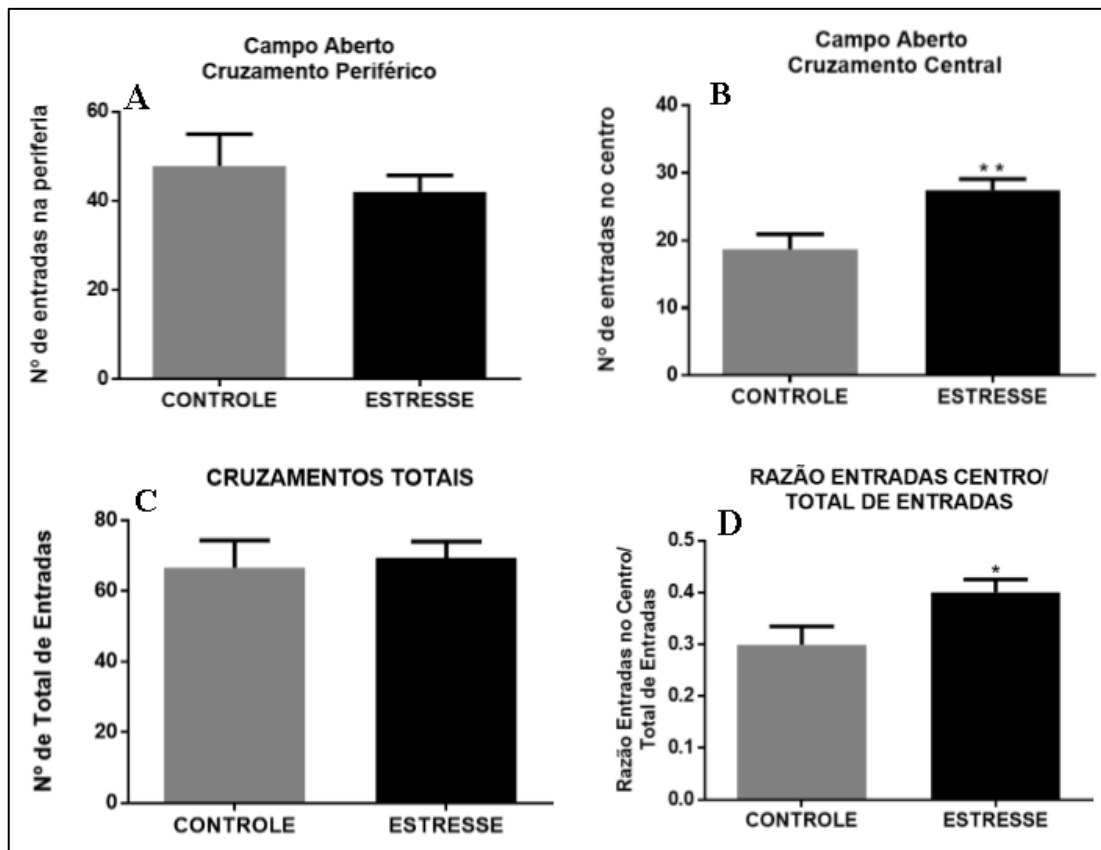 Campo Aberto
Cruzamento Periférico
A
Nº de entradas na periferia
60
40
20
0
CONTROLE
ESTRESSE
Campo Aberto
Cruzamento Central
B
Nº de entradas no centro
40
30
20
10
0
* *
CONTROLE
ESTRESSE
CRUZAMENTOS TOTAIS
C
Nº de Total de Entradas
80
60
40
20
0
CONTROLE
ESTRESSE
RAZÃO ENTRADAS CENTRO/
TOTAL DE ENTRADAS
D
Razão Entradas no Centro/
Total de Entradas
0.5
0.4
0.3
0.2
0.1
0.0
*
CONTROLE
ESTRESSE